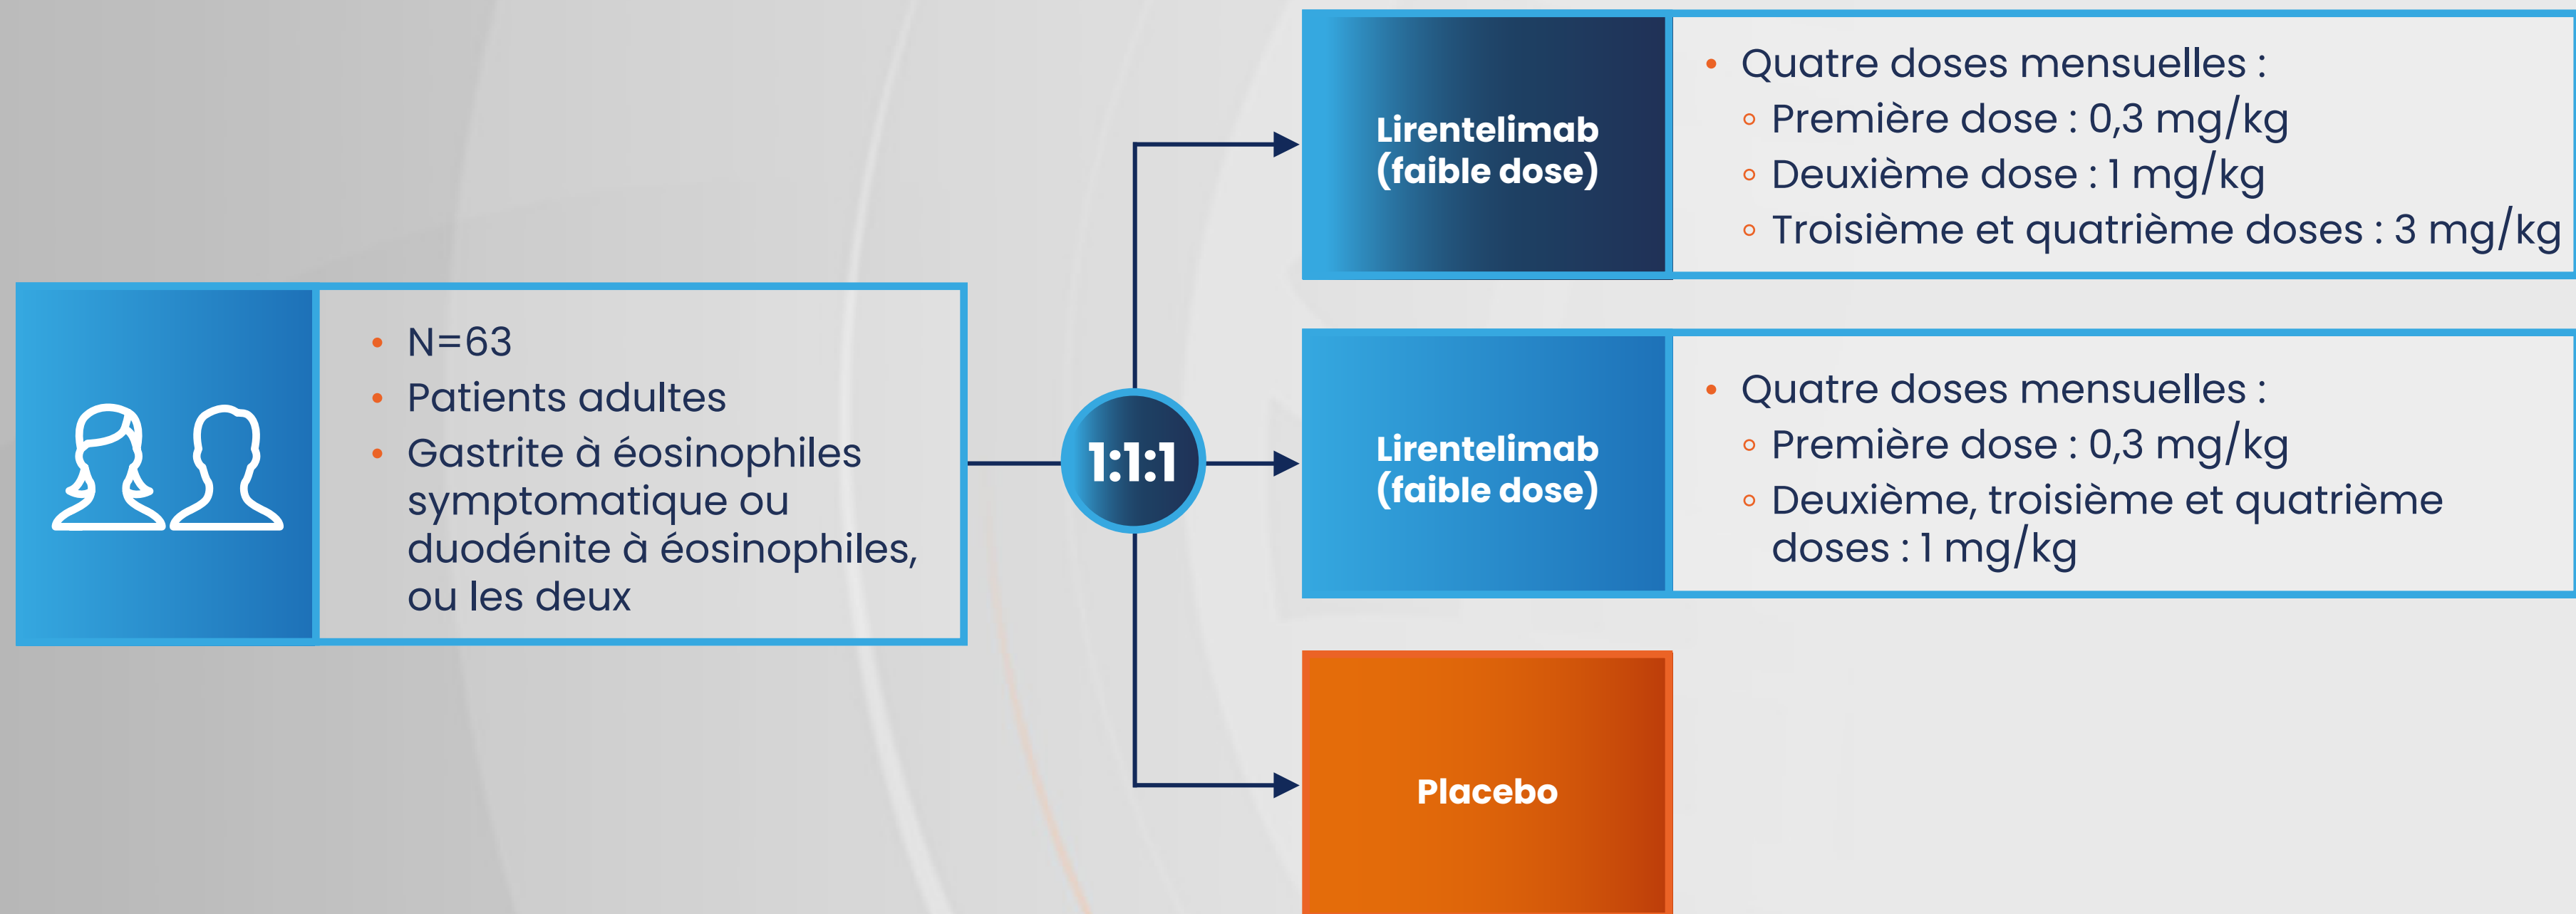 • N=63
• Patients adultes
• Gastrite à éosinophiles
symptomatique ou
duodénite à éosinophiles,
ou les deux
1:1:1
Lirentelimab
(faible dose)
• Quatre doses mensuelles :
◦ Première dose : 0,3 mg/kg
◦ Deuxième dose : 1 mg/kg
◦ Troisième et quatrième doses : 3 mg/kg
Lirentelimab
(faible dose)
• Quatre doses mensuelles :
◦ Première dose : 0,3 mg/kg
◦ Deuxième, troisième et quatrième
doses : 1 mg/kg
Placebo